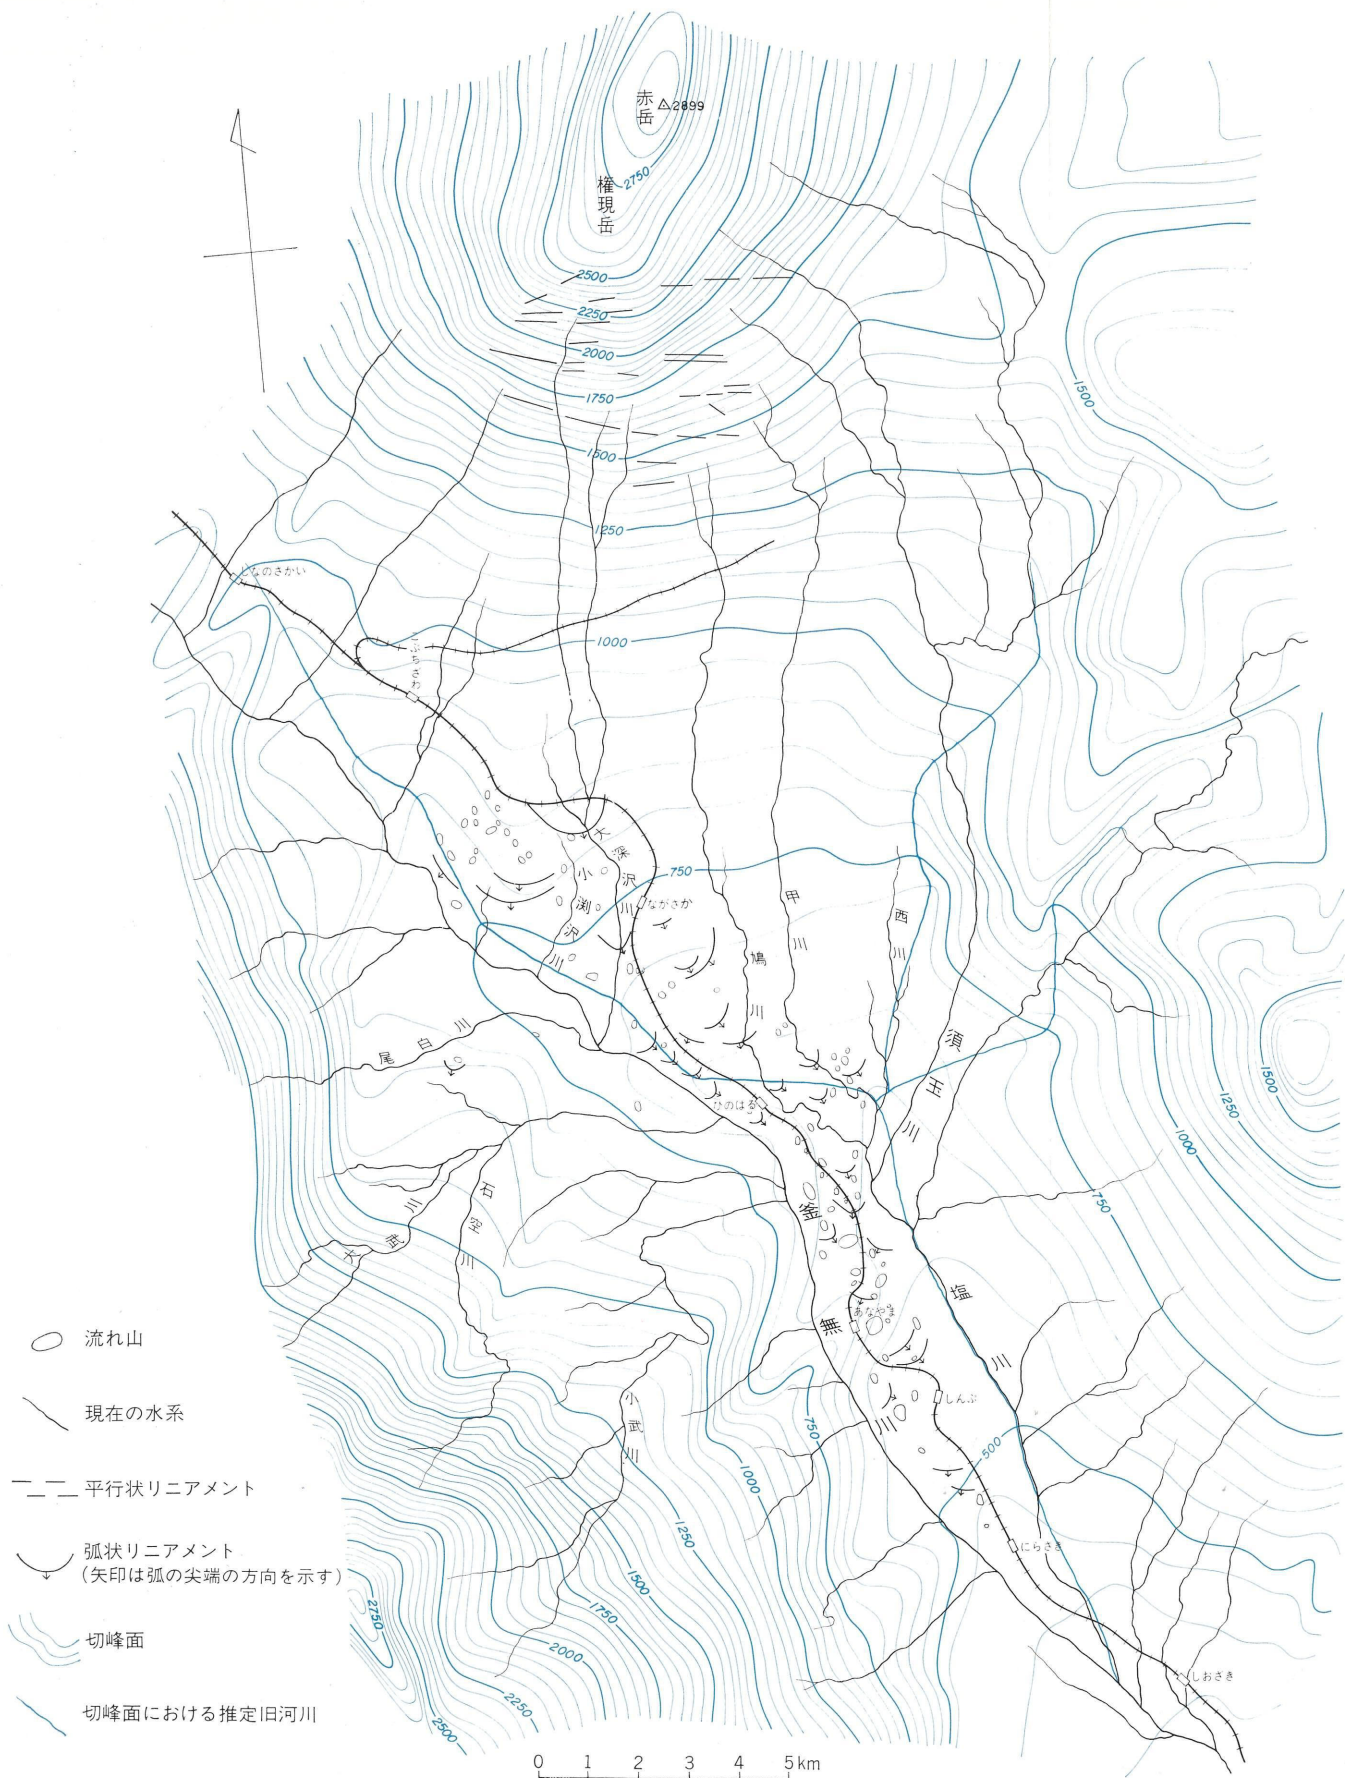 赤岳
2899
権現岳
2750
2500
2250
2000
1750
1500
1500
1250
しなのさかい
こぶちさわ
1000
大深沢川
小渕沢川
750
ながさか
甲川
西川
鳩川
須玉川
尾白川
ひのはる
1500
1250
1000
750
石空川
大武川
釜無川
塩川
あなやま
しんぷ
小武川
750
500
1000
1250
1500
1750
2000
2250
2500
2750
にらさき
しおさき
流れ山
現在の水系
平行状リニアメント
弧状リニアメント
(矢印は弧の尖端の方向を示す)
切峰面
切峰面における推定旧河川
0 1 2 3 4 5km